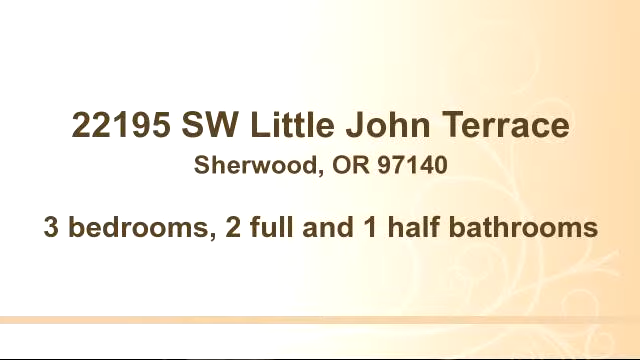 22195 SW Little John Terrace
Sherwood, OR 97140
3 bedrooms, 2 full and 1 half bathrooms